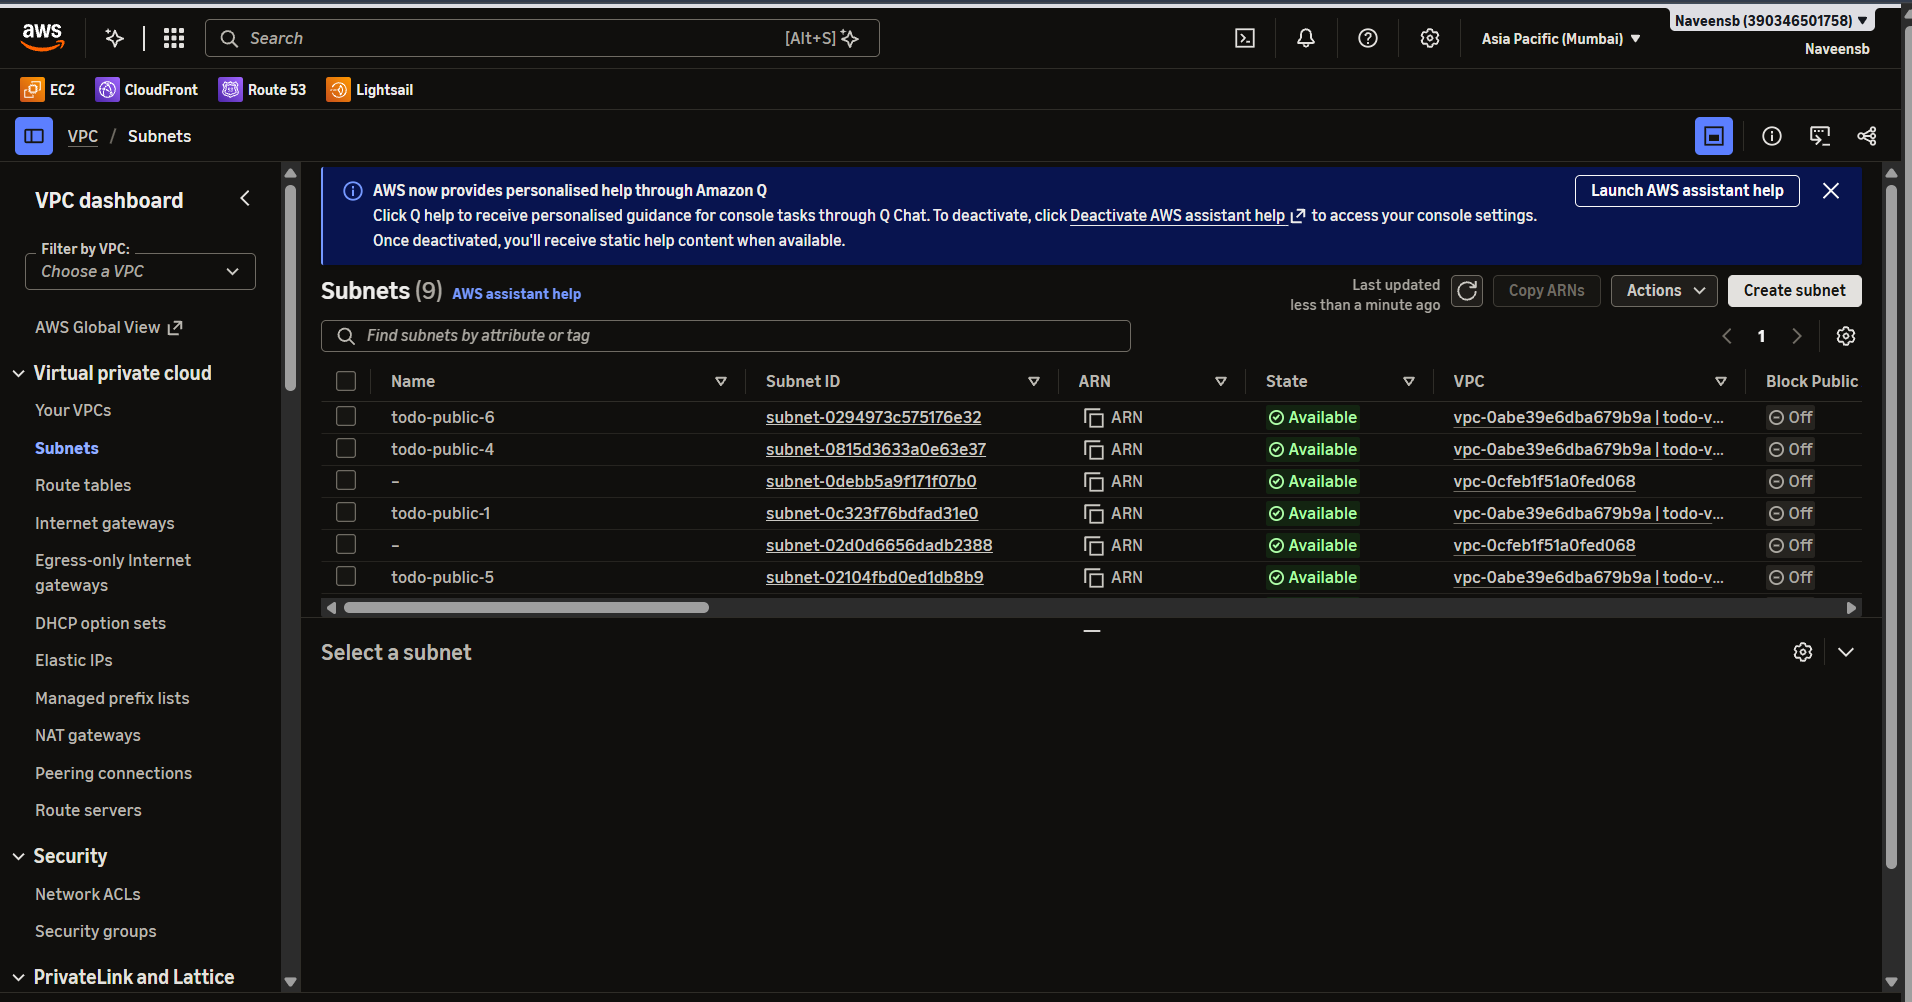 Naveensb (390346501758)
aws
Search
[Alt+S]
Asia Pacific (Mumbai)
Naveensb
EC2
CloudFront
Route 53
Lightsail
VPC / Subnets
VPC dashboard
Filter by VPC:
Choose a VPC
AWS Global View
Virtual private cloud
Your VPCs
Subnets
Route tables
Internet gateways
Egress-only Internet
gateways
DHCP option sets
Elastic IPs
Managed prefix lists
NAT gateways
Peering connections
Route servers
Security
Network ACLs
Security groups
PrivateLink and Lattice
AWS now provides personalised help through Amazon Q
Click Q help to receive personalised guidance for console tasks through Q Chat. To deactivate, click Deactivate AWS assistant help to access your console settings.
Once deactivated, you'll receive static help content when available.
Launch AWS assistant help
Subnets (9) AWS assistant help
Last updated
less than a minute ago
Copy ARNs
Actions
Create subnet
Find subnets by attribute or tag
1
Name Subnet ID ARN State VPC Block Public
todo-public-6 subnet-0294973c575176e32 ARN Available vpc-0abe39e6dba679b9a | todo-v... Off
todo-public-4 subnet-0815d3633a0e63e37 ARN Available vpc-0abe39e6dba679b9a | todo-v... Off
– subnet-0debb5a9f171f07b0 ARN Available vpc-0cfeb1f51a0fed068 Off
todo-public-1 subnet-0c323f76bdfad31e0 ARN Available vpc-0abe39e6dba679b9a | todo-v... Off
– subnet-02d0d6656dadb2388 ARN Available vpc-0cfeb1f51a0fed068 Off
todo-public-5 subnet-02104fbd0ed1db8b9 ARN Available vpc-0abe39e6dba679b9a | todo-v... Off
Select a subnet